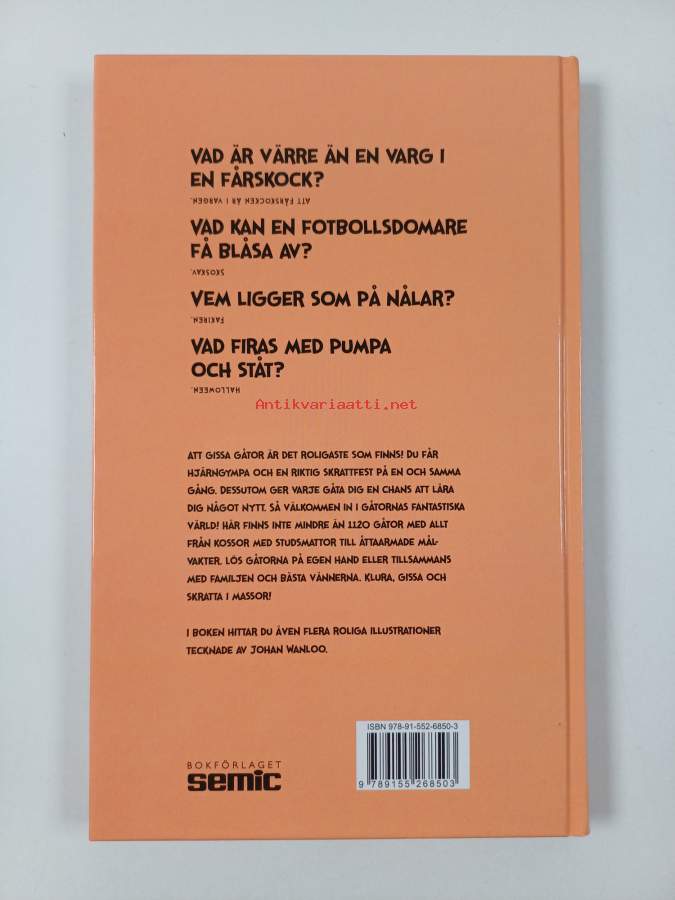 VAD ÄR VÄRRE ÄN EN VARG I
EN FÅRSKOCK?
ATT FÅRSKOCKEN ÄR I VARGEN.
VAD KAN EN FOTBOLLSDOMARE
FÅ BLÅSA AV?
SKOSKAV.
VEM LIGGER SOM PÅ NÅLAR?
FAKIREN.
VAD FIRAS MED PUMPA
OCH STÅT?
HALLOWEEN.
Antikvariaatti.net
ATT GISSA GÅTOR ÄR DET ROLIGASTE SOM FINNS! DU FÅR
HJÄRNGYMPA OCH EN RIKTIG SKRATTFEST PÅ EN OCH SAMMA
GÅNG. DESSUTOM GER VARJE GÅTA DIG EN CHANS ATT LÄRA
DIG NÅGOT NYTT. SÅ VÄLKOMMEN IN I GÅTORNAS FANTASTISKA
VÄRLD! HÄR FINNS INTE MINDRE ÄN 1120 GÅTOR MED ALLT
FRÅN KOSSOR MED STUDSMATTOR TILL ÅTTAARMADE MÅL-
VAKTER. LÖS GÅTORNA PÅ EGEN HAND ELLER TILLSAMMANS
MED FAMILJEN OCH BÄSTA VÄNNERNA. KLURA, GISSA OCH
SKRATTA I MASSOR!
I BOKEN HITTAR DU ÄVEN FLERA ROLIGA ILLUSTRATIONER
TECKNADE AV JOHAN WANLOO.
ISBN 978-91-552-6850-3
9 789155 268503
BOKFÖRLAGET
semic